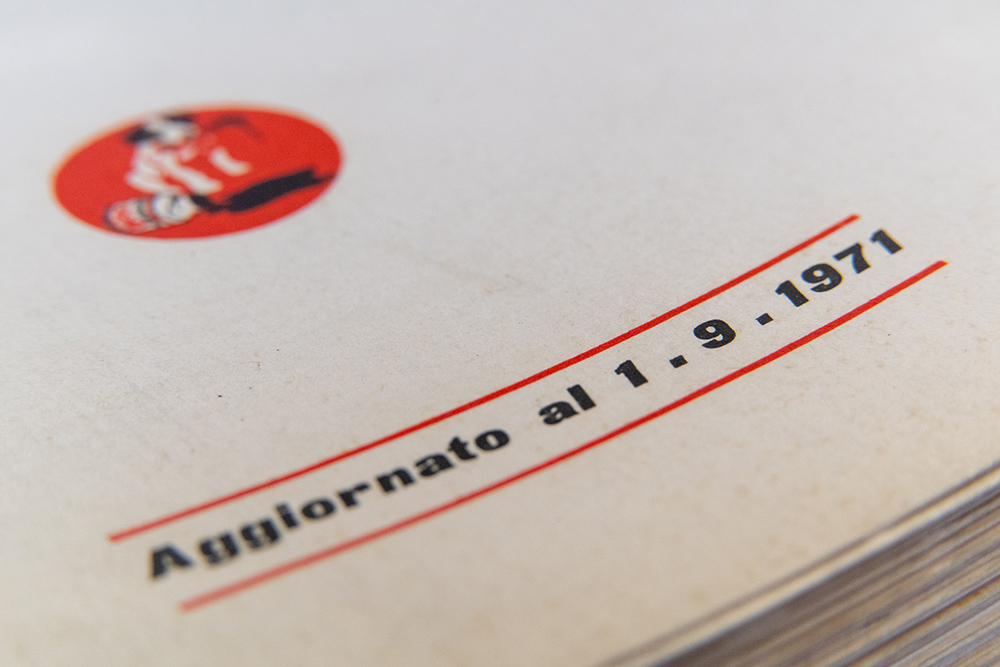 Aggiornato al 1 . 9 . 1971